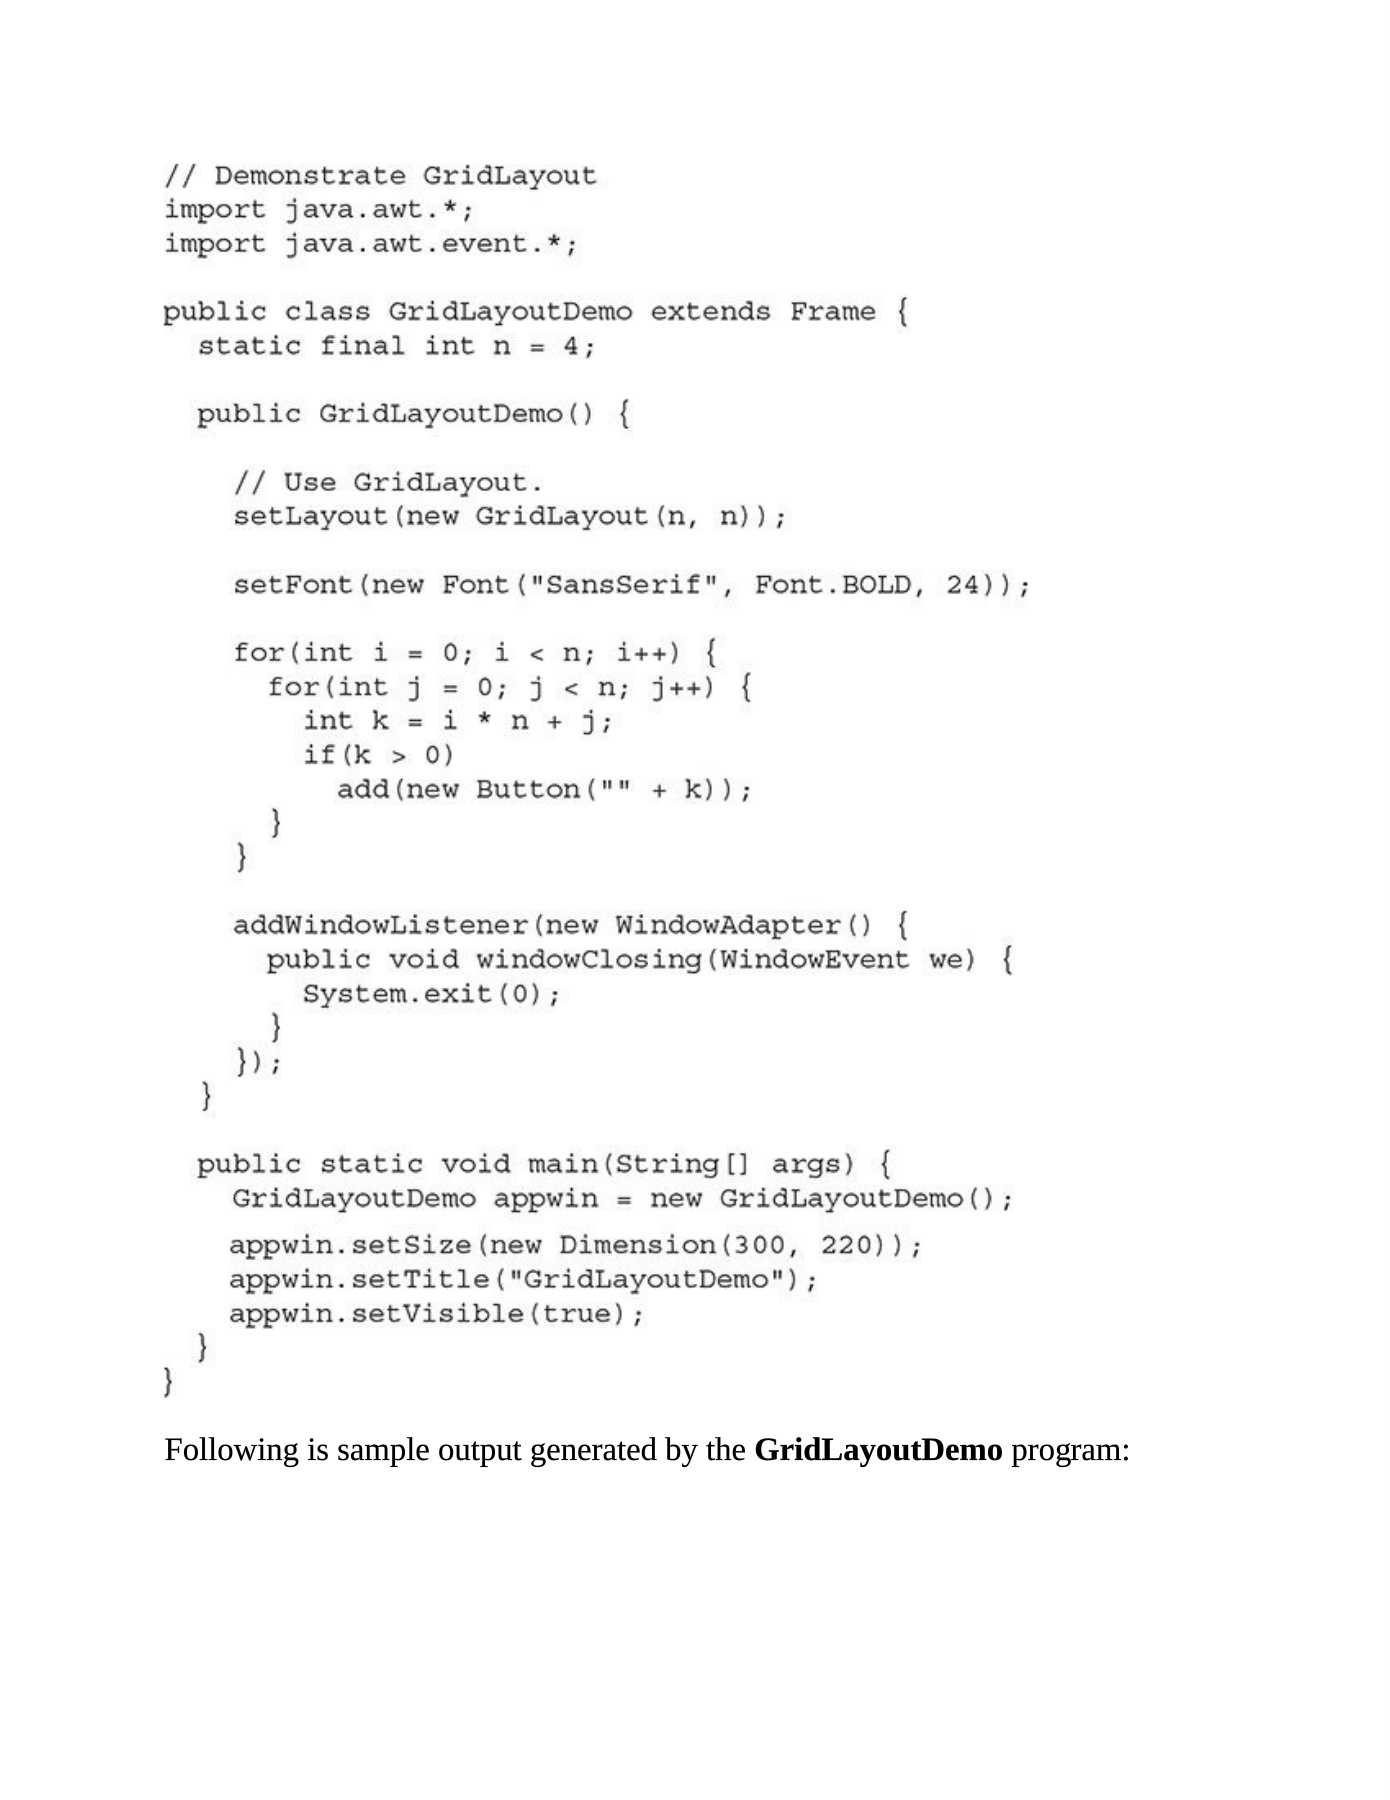 // Demonstrate GridLayout
import java.awt.*;
import java.awt.event.*;

public class GridLayoutDemo extends Frame {
  static final int n = 4;

  public GridLayoutDemo() {

    // Use GridLayout.
    setLayout(new GridLayout(n, n));

    setFont(new Font("SansSerif", Font.BOLD, 24));

    for(int i = 0; i < n; i++) {
      for(int j = 0; j < n; j++) {
        int k = i * n + j;
        if(k > 0)
          add(new Button("" + k));
      }
    }

    addWindowListener(new WindowAdapter() {
      public void windowClosing(WindowEvent we) {
        System.exit(0);
      }
    });
  }

  public static void main(String[] args) {
    GridLayoutDemo appwin = new GridLayoutDemo();
    appwin.setSize(new Dimension(300, 220));
    appwin.setTitle("GridLayoutDemo");
    appwin.setVisible(true);
  }
}
Following is sample output generated by the GridLayoutDemo program: